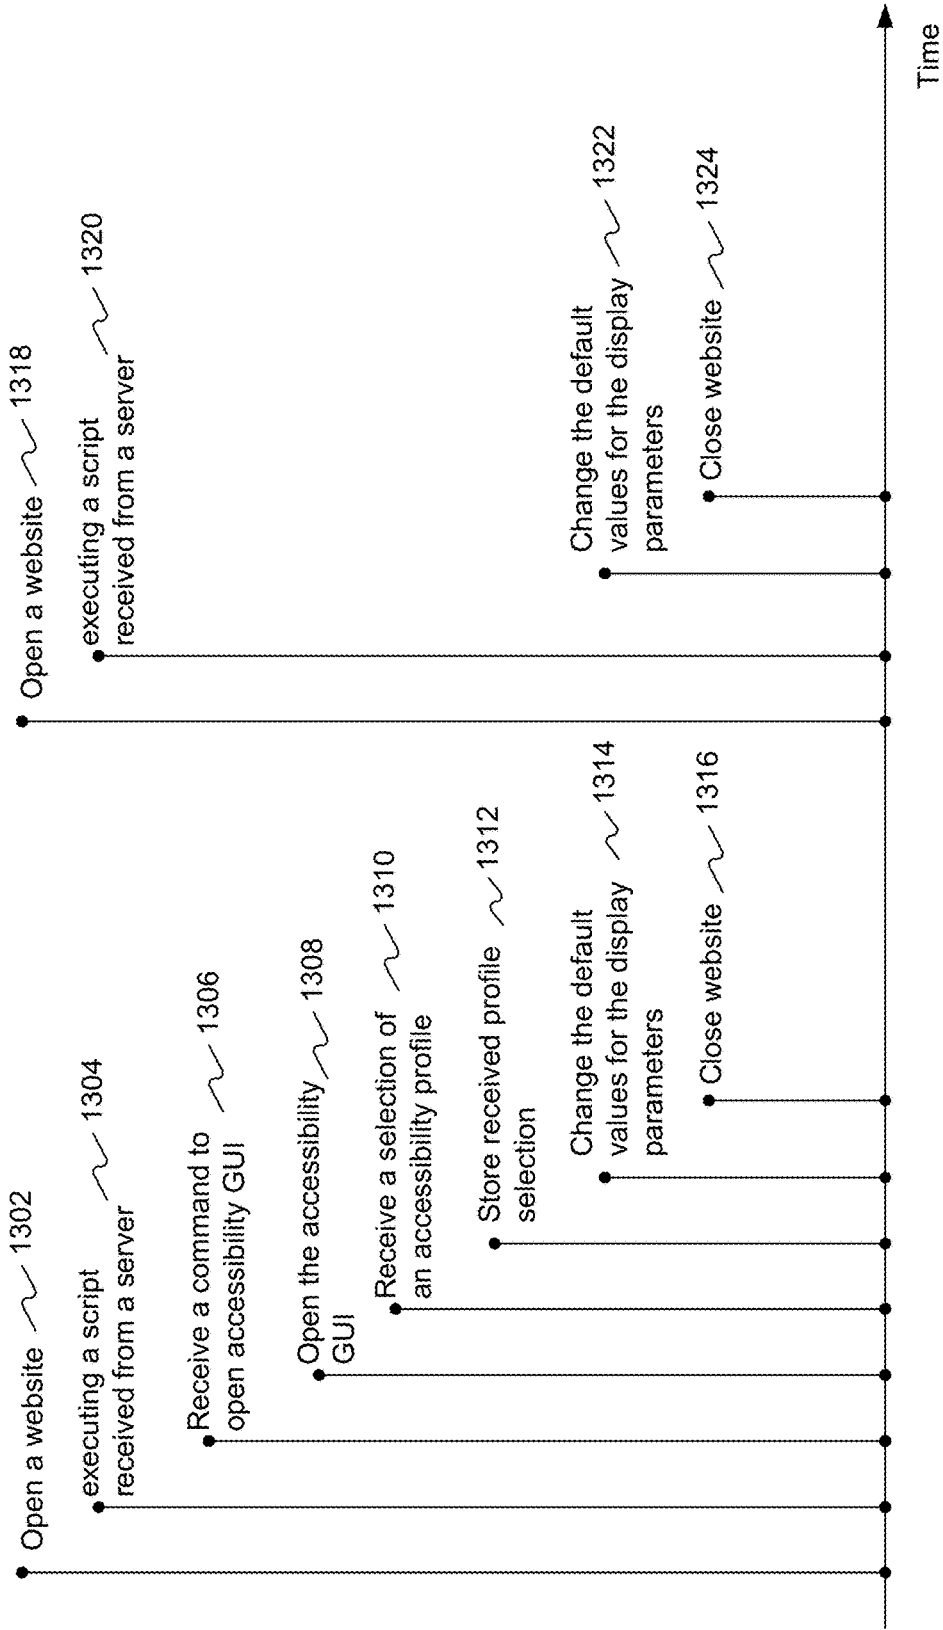 Open a website 1302
executing a script
received from a server 1304
Receive a command to
open accessibility GUI 1306
Open the accessibility
GUI 1308
Receive a selection of
an accessibility profile 1310
Store received profile
selection 1312
Change the default
values for the display
parameters 1314
Close website 1316
Open a website 1318
executing a script
received from a server 1320
Change the default
values for the display
parameters 1322
Close website 1324
Time